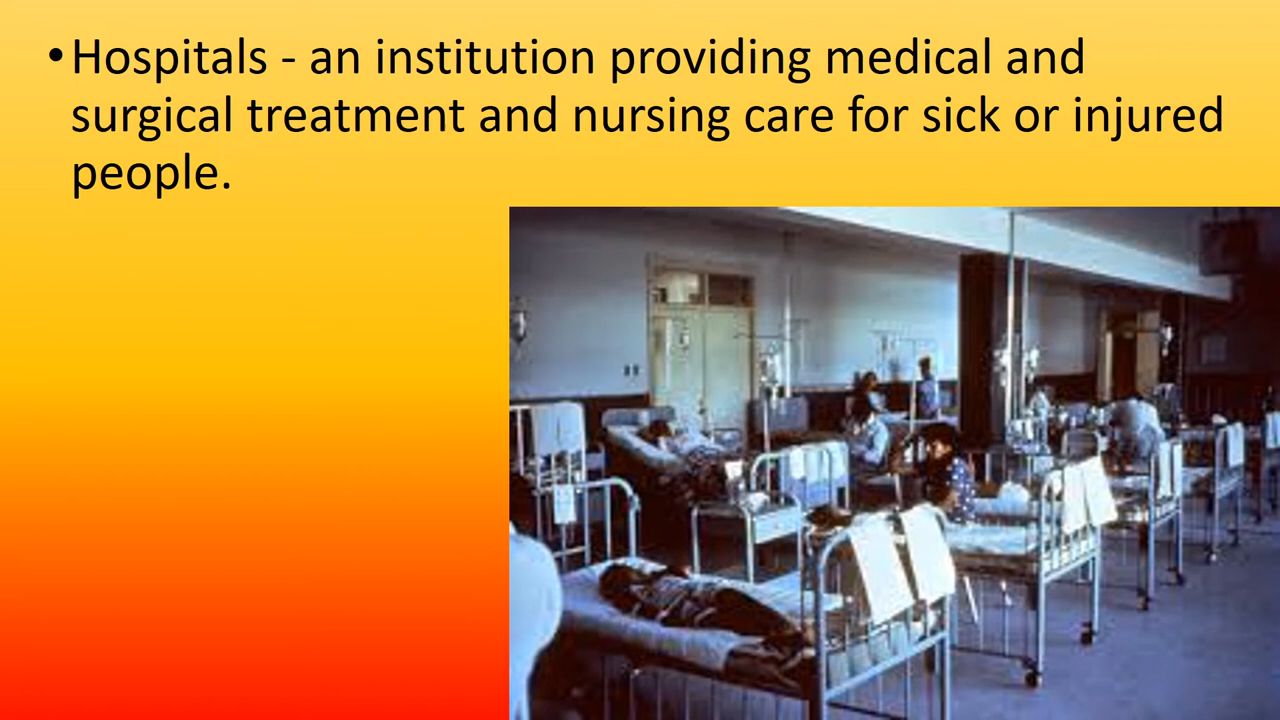 •Hospitals - an institution providing medical and
surgical treatment and nursing care for sick or injured
people.